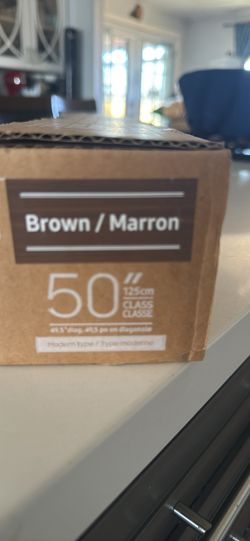 Brown / Marron
50"
125cm
CLASS
CLASSE
49.5" diag. 49,5 po en diagonale
Modern type / Type moderne